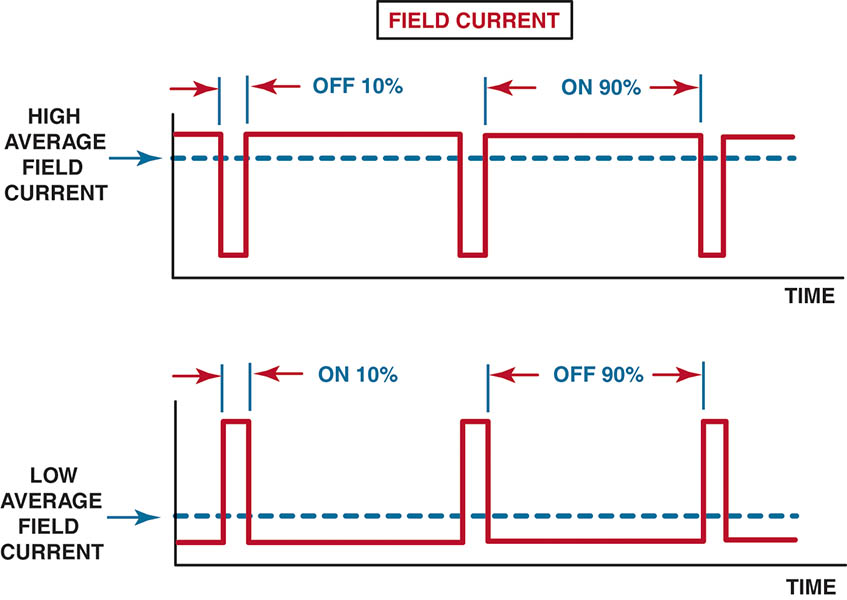 FIELD CURRENT
OFF 10%
ON 90%
HIGH
AVERAGE
FIELD
CURRENT
TIME
ON 10%
OFF 90%
LOW
AVERAGE
FIELD
CURRENT
TIME